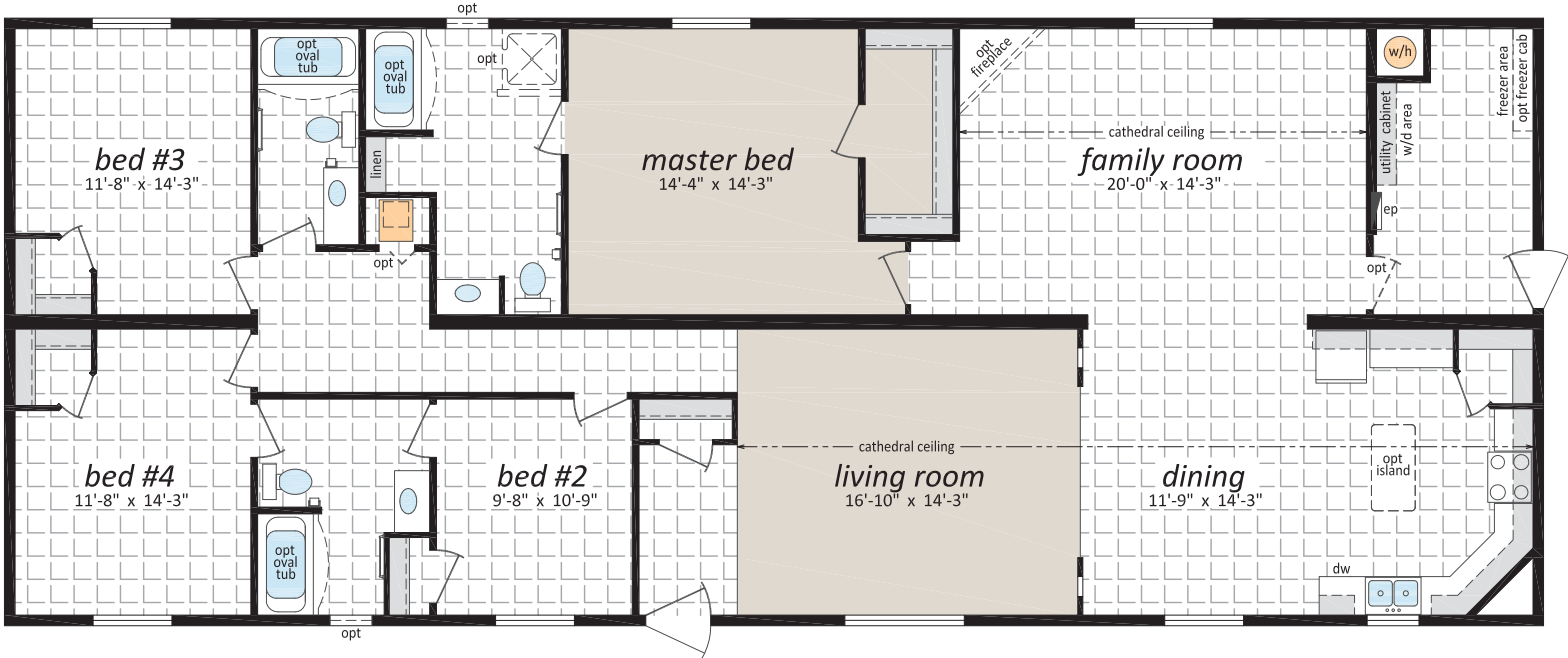 opt
opt
oval
tub
opt
oval
tub
opt
opt
fireplace
w/h
freezer area
opt freezer cab
utility cabinet
w/d area
cathedral ceiling
linen
bed #3
11'-8" x 14'-3"
master bed
14'-4" x 14'-3"
family room
20'-0" x 14'-3"
ep
opt
opt
cathedral ceiling
bed #4
11'-8" x 14'-3"
bed #2
9'-8" x 10'-9"
living room
16'-10" x 14'-3"
dining
11'-9" x 14'-3"
opt
island
opt
oval
tub
dw
opt